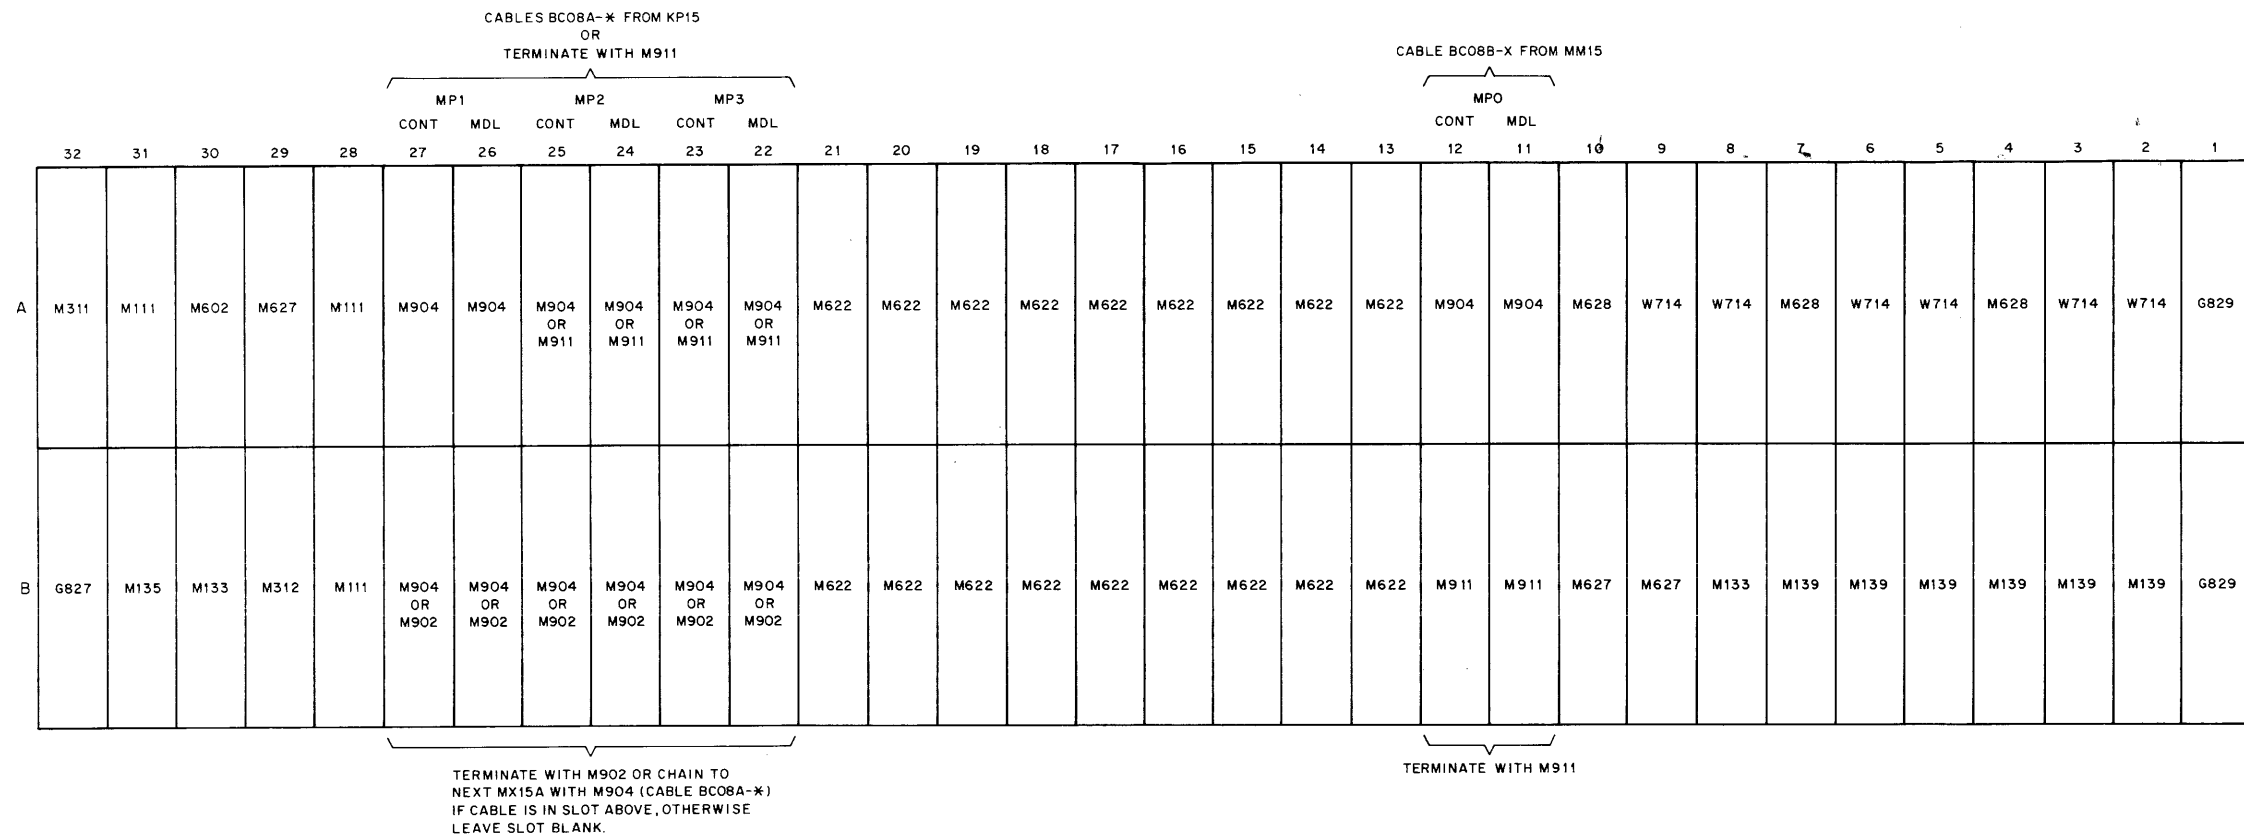 CABLES BC08A-* FROM KP15
OR
TERMINATE WITH M911
CABLE BC08B-X FROM MM15
MP1 MP2 MP3 MP0
CONT MDL CONT MDL CONT MDL CONT MDL
32 31 30 29 28 27 26 25 24 23 22 21 20 19 18 17 16 15 14 13 12 11 10 9 8 7 6 5 4 3 2 1
A M311 M111 M602 M627 M111 M904 M904 M904 M904 M904 M904 M622 M622 M622 M622 M622 M622 M622 M622 M622 M904 M904 M628 W714 W714 M628 W714 W714 M628 W714 W714 G829
OR OR OR OR
M911 M911 M911 M911
B G827 M135 M133 M312 M111 M904 M904 M904 M904 M904 M904 M622 M622 M622 M622 M622 M622 M622 M622 M622 M911 M911 M627 M627 M133 M139 M139 M139 M139 M139 M139 G829
OR OR OR OR OR OR
M902 M902 M902 M902 M902 M902
TERMINATE WITH M902 OR CHAIN TO
NEXT MX15A WITH M904 (CABLE BC08A-*)
IF CABLE IS IN SLOT ABOVE, OTHERWISE
LEAVE SLOT BLANK.
TERMINATE WITH M911